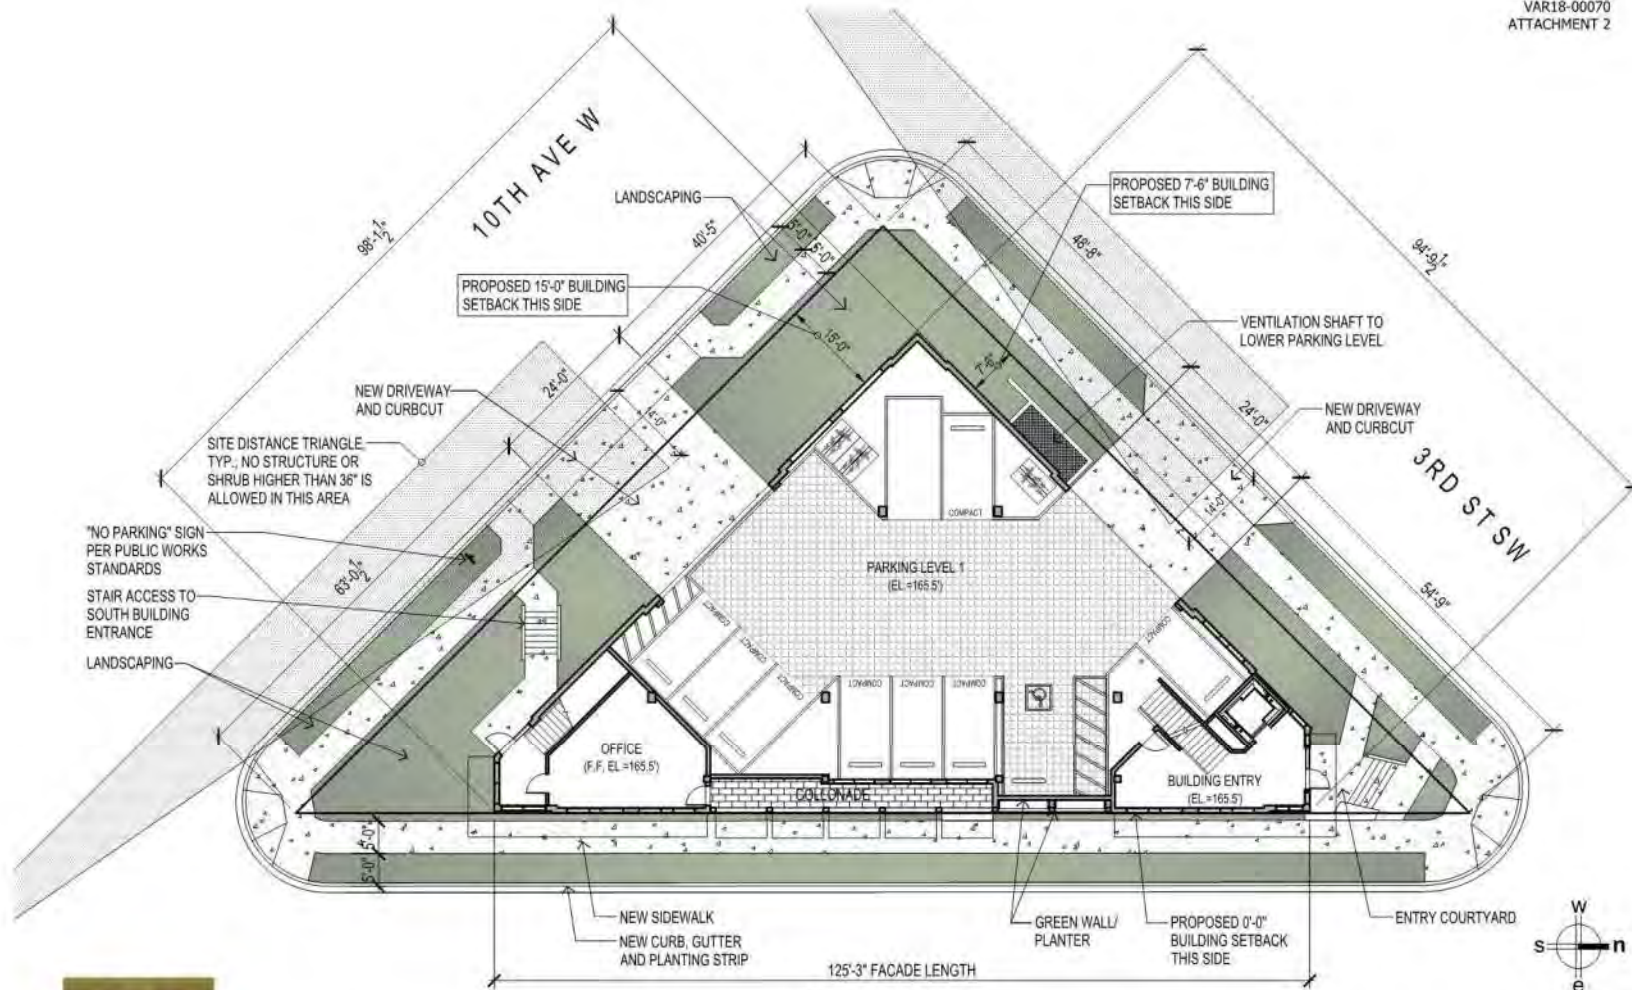 VAR18-00070
ATTACHMENT 2
10TH AVE W
98'-1 1/2"
LANDSCAPING
40'-5"
5'-0"
5'-0"
PROPOSED 7'-6" BUILDING
SETBACK THIS SIDE
48'-8"
94'-9 1/2"
PROPOSED 15'-0" BUILDING
SETBACK THIS SIDE
15'-0"
7'-6"
VENTILATION SHAFT TO
LOWER PARKING LEVEL
NEW DRIVEWAY
AND CURBCUT
24'-0"
14'-0"
24'-0"
NEW DRIVEWAY
AND CURBCUT
3RD ST SW
SITE DISTANCE TRIANGLE,
TYP.; NO STRUCTURE OR
SHRUB HIGHER THAN 36" IS
ALLOWED IN THIS AREA
COMPACT
"NO PARKING" SIGN
PER PUBLIC WORKS
STANDARDS
63'-0 1/2"
PARKING LEVEL 1
(EL.=165.5')
54'-9"
STAIR ACCESS TO
SOUTH BUILDING
ENTRANCE
LANDSCAPING
COMPACT
COMPACT
COMPACT
COMPACT
COMPACT
COMPACT
COMPACT
COMPACT
OFFICE
(F.F. EL.=165.5')
COLLONADE
BUILDING ENTRY
(EL.=165.5')
5'-0"
5'-0"
NEW SIDEWALK
NEW CURB, GUTTER
AND PLANTING STRIP
GREEN WALL/
PLANTER
PROPOSED 0'-0"
BUILDING SETBACK
THIS SIDE
ENTRY COURTYARD
125'-3" FACADE LENGTH
w
s
n
e